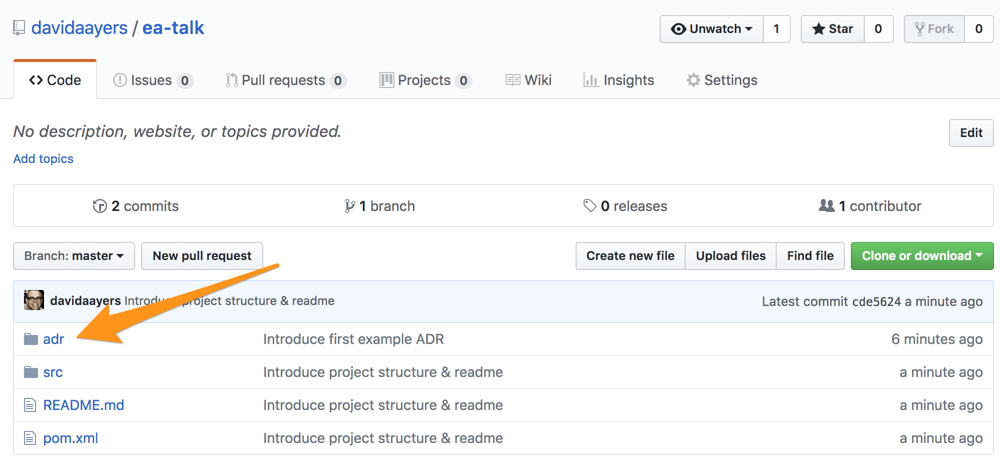 davidaayers / ea-talk
Unwatch 1 Star 0 Fork 0
Code Issues 0 Pull requests 0 Projects 0 Wiki Insights Settings
No description, website, or topics provided.
Edit
Add topics
2 commits 1 branch 0 releases 1 contributor
Branch: master New pull request Create new file Upload files Find file Clone or download
davidaayers Introduce project structure & readme Latest commit cde5624 a minute ago
adr Introduce first example ADR 6 minutes ago
src Introduce project structure & readme a minute ago
README.md Introduce project structure & readme a minute ago
pom.xml Introduce project structure & readme a minute ago